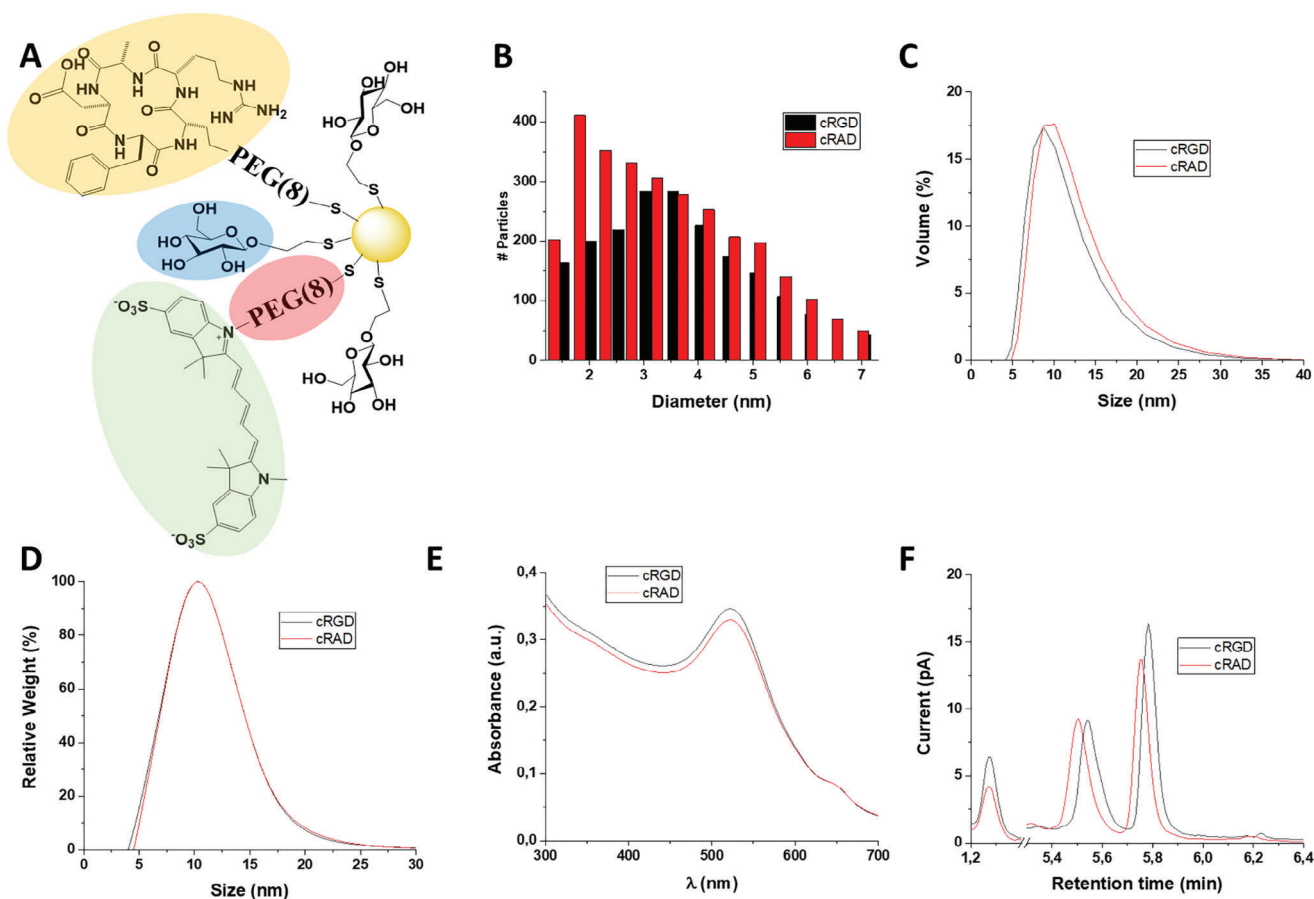 A
OH
O
O
O
HN
NH
HN
O
NH
HN
NH₂
O
NH
O
HN
NH
O
O
PEG(8)
S
OH
OH
HO
HO
O
O
S
OH
HO
HO
OH
O
O
S
PEG(8)
S
S
⁻O₃S
N
+
N
⁻O₃S
O
HO
O
OH
OH
HO
B
# Particles
400
300
200
100
0
2
3
4
5
6
7
Diameter (nm)
cRGD
cRAD
C
Volume (%)
15
10
5
0
0
5
10
15
20
25
30
35
40
Size (nm)
cRGD
cRAD
D
Relative Weight (%)
100
80
60
40
20
0
0
5
10
15
20
25
30
Size (nm)
cRGD
cRAD
E
Absorbance (a.u.)
0,4
0,3
0,2
0,1
0,0
300
400
500
600
700
λ (nm)
cRGD
cRAD
F
Current (pA)
20
15
10
5
0
1,2
5,4
5,6
5,8
6,0
6,2
6,4
Retention time (min)
cRGD
cRAD